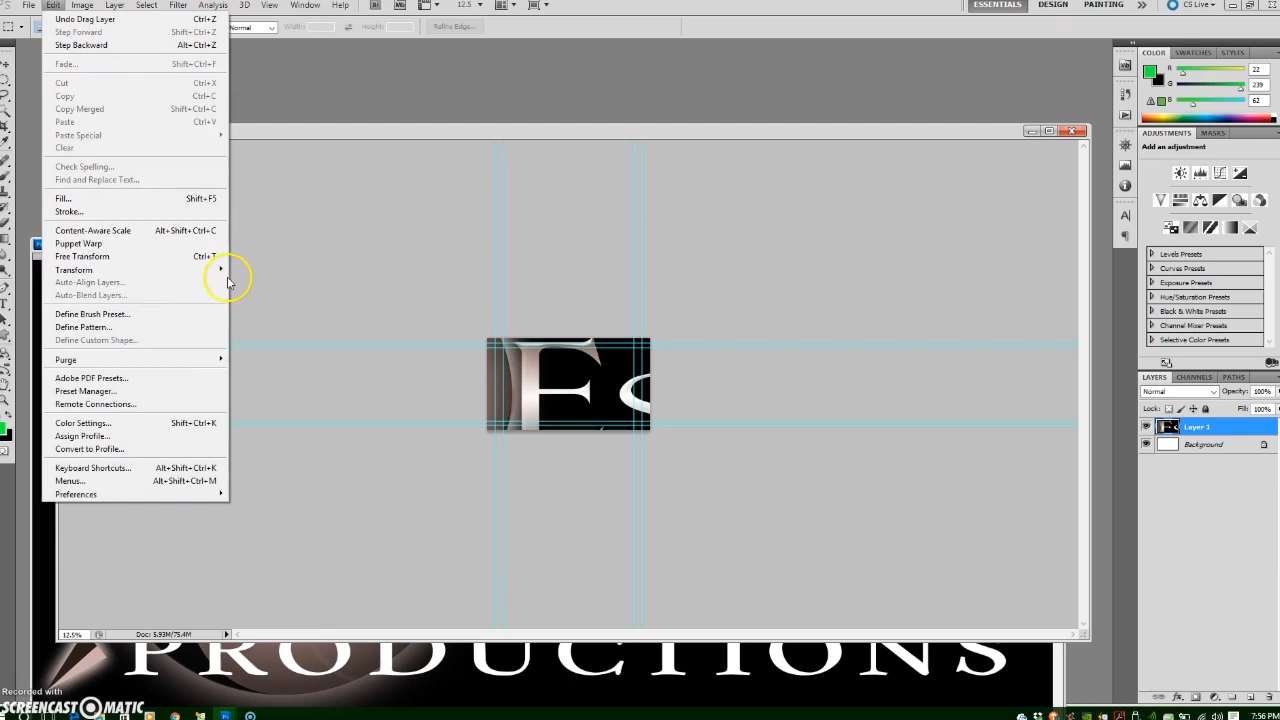 File Edit Image Layer Select Filter Analysis 3D View Window Help 12.5 ESSENTIALS DESIGN PAINTING CS Live
Normal Width: Height: Refine Edge...
Undo Drag Layer Ctrl+Z
Step Forward Shift+Ctrl+Z
Step Backward Alt+Ctrl+Z
Fade... Shift+Ctrl+F
Cut Ctrl+X
Copy Ctrl+C
Copy Merged Shift+Ctrl+C
Paste Ctrl+V
Paste Special
Clear
Check Spelling...
Find and Replace Text...
Fill... Shift+F5
Stroke...
Content-Aware Scale Alt+Shift+Ctrl+C
Puppet Warp
Free Transform Ctrl+T
Transform
Auto-Align Layers...
Auto-Blend Layers...
Define Brush Preset...
Define Pattern...
Define Custom Shape...
Purge
Adobe PDF Presets...
Preset Manager...
Remote Connections...
Color Settings... Shift+Ctrl+K
Assign Profile...
Convert to Profile...
Keyboard Shortcuts... Alt+Shift+Ctrl+K
Menus... Alt+Shift+Ctrl+M
Preferences
F
12.5% Doc: 5.93M/75.4M
PRODUCTIONS
COLOR SWATCHES STYLES
R 22
G 239
B 62
ADJUSTMENTS MASKS
Add an adjustment
Levels Presets
Curves Presets
Exposure Presets
Hue/Saturation Presets
Black & White Presets
Channel Mixer Presets
Selective Color Presets
LAYERS CHANNELS PATHS
Normal Opacity: 100%
Lock: Fill: 100%
Layer 1
Background
Recorded with
SCREENCAST MATIC
7:56 PM